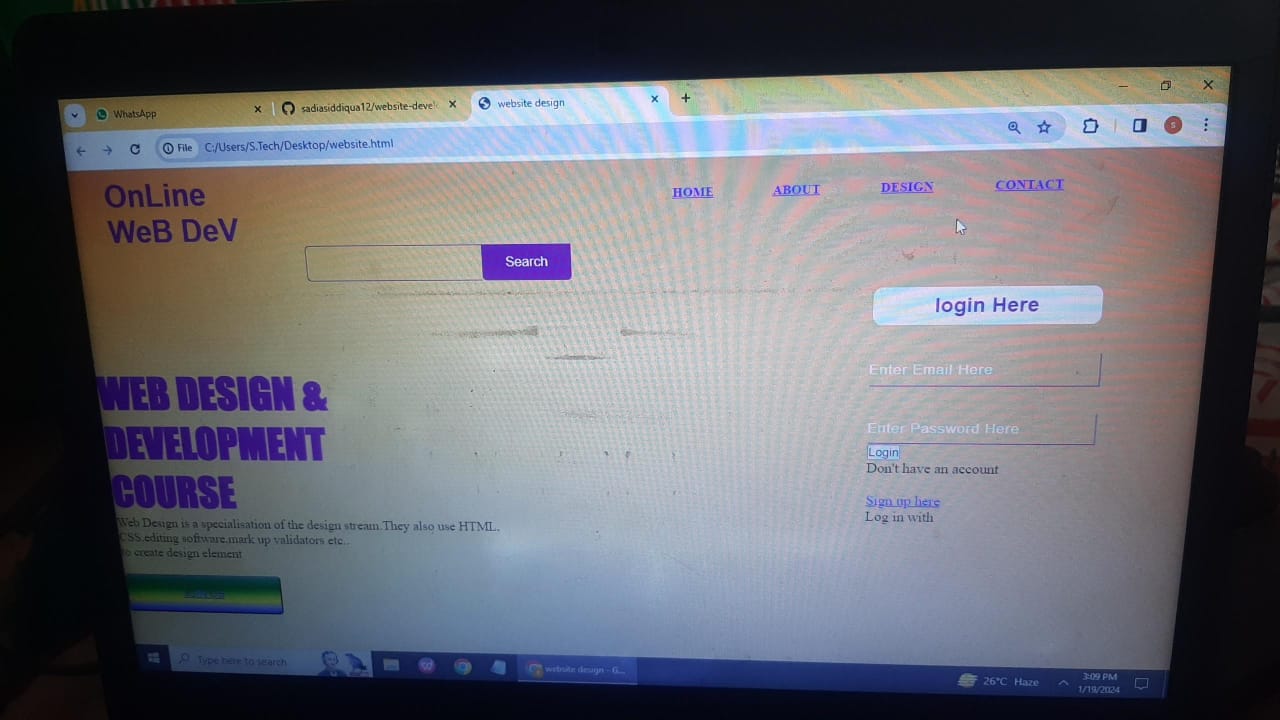 WhatsApp
sadiasiddiqua12/website-devel
website design
File C:/Users/S.Tech/Desktop/website.html
S
OnLine
WeB DeV
HOME ABOUT DESIGN CONTACT
Search
login Here
Enter Email Here
Enter Password Here
Login
Don't have an account
Sign up here
Log in with
WEB DESIGN &
DEVELOPMENT
COURSE
Web Design is a specialisation of the design stream.They also use HTML,
CSS,editing software,mark up validators etc..
to create design element
Type here to search
website design - G...
26°C Haze
3:09 PM
1/19/2024